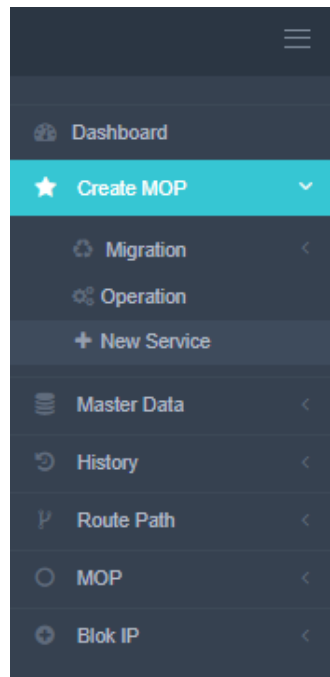 Dashboard
Create MOP
Migration
Operation
New Service
Master Data
History
Route Path
MOP
Blok IP